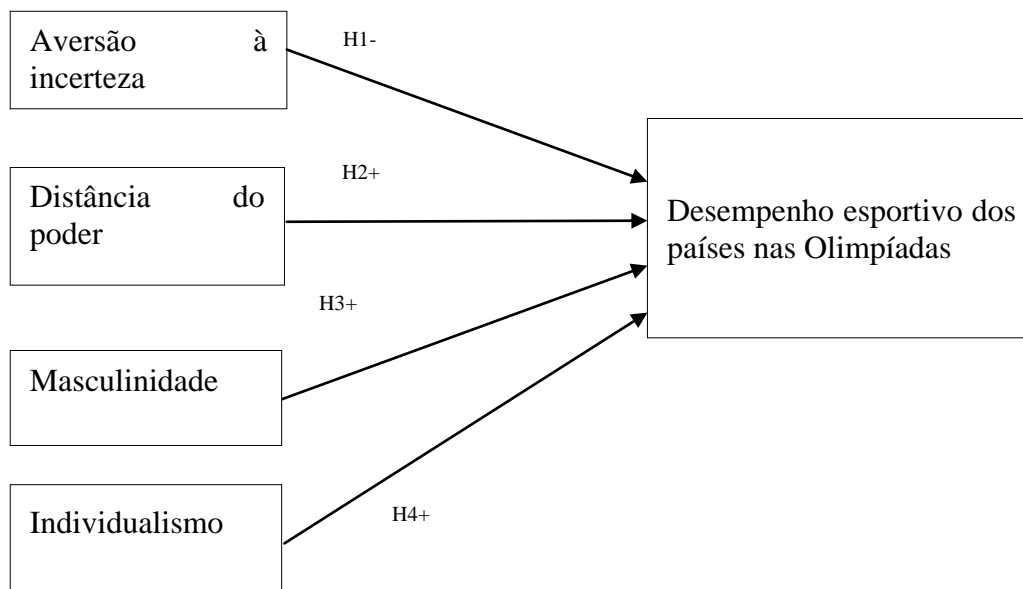 Aversão à
incerteza
H1-
Distância do
poder
H2+
Desempenho esportivo dos
países nas Olimpíadas
H3+
Masculinidade
Individualismo
H4+